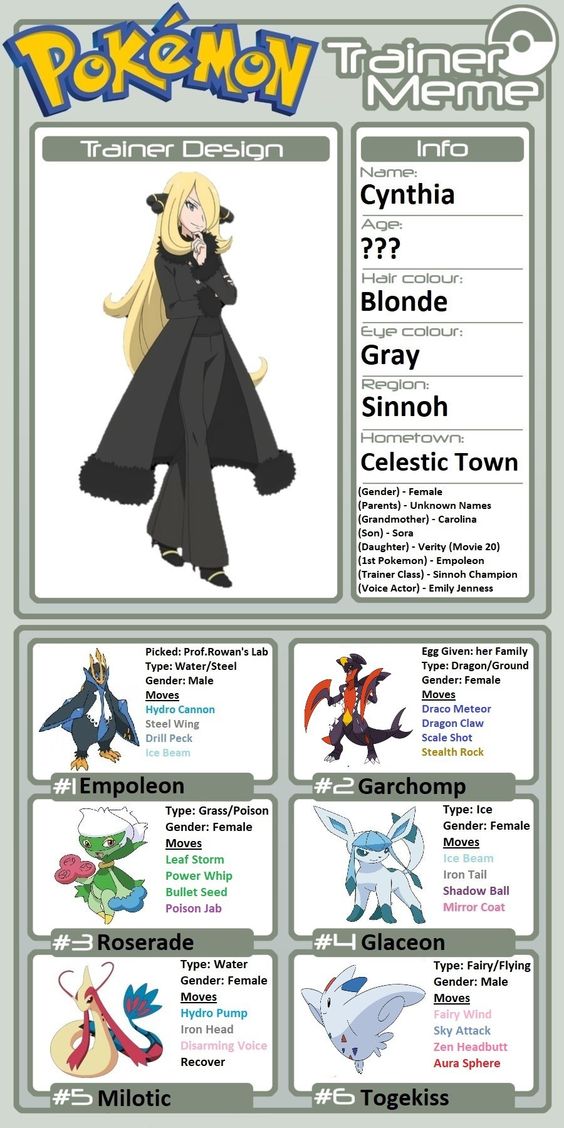 POKéMON
Trainer
Meme
Trainer Design
Info
Name:
Cynthia
Age:
???
Hair colour:
Blonde
Eye colour:
Gray
Region:
Sinnoh
Hometown:
Celestic Town
(Gender) - Female
(Parents) - Unknown Names
(Grandmother) - Carolina
(Son) - Sora
(Daughter) - Verity (Movie 20)
(1st Pokemon) - Empoleon
(Trainer Class) - Sinnoh Champion
(Voice Actor) - Emily Jenness
Picked: Prof.Rowan's Lab
Type: Water/Steel
Gender: Male
Moves
Hydro Cannon
Steel Wing
Drill Peck
Ice Beam
#1 Empoleon
Egg Given: her Family
Type: Dragon/Ground
Gender: Female
Moves
Draco Meteor
Dragon Claw
Scale Shot
Stealth Rock
#2 Garchomp
Type: Grass/Poison
Gender: Female
Moves
Leaf Storm
Power Whip
Bullet Seed
Poison Jab
#3 Roserade
Type: Ice
Gender: Female
Moves
Ice Beam
Iron Tail
Shadow Ball
Mirror Coat
#4 Glaceon
Type: Water
Gender: Female
Moves
Hydro Pump
Iron Head
Disarming Voice
Recover
#5 Milotic
Type: Fairy/Flying
Gender: Male
Moves
Fairy Wind
Sky Attack
Zen Headbutt
Aura Sphere
#6 Togekiss